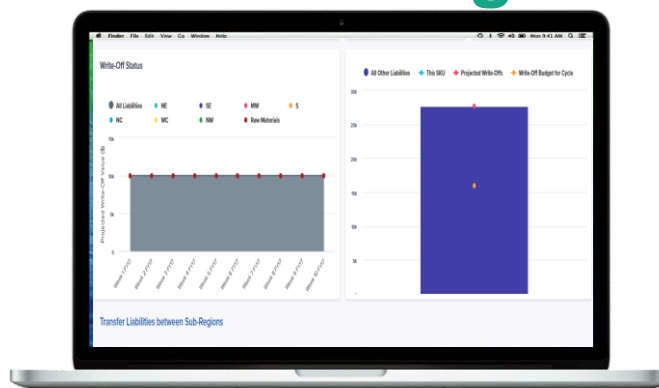 Finder File Edit View Go Window Help Mon 9:41 AM
Write-Off Status
All Liabilities NE SE MW S
NC WC NW Raw Materials
Projected Write-Off Value ($)
15k
10k
5k
0
Week 1 FY17 Week 2 FY17 Week 3 FY17 Week 4 FY17 Week 5 FY17 Week 6 FY17 Week 7 FY17 Week 8 FY17 Week 9 FY17 Week 10 FY17
All Other Liabilities This SKU Projected Write-Offs Write-Off Budget for Cycle
30k
25k
20k
15k
10k
5k
Transfer Liabilities between Sub-Regions